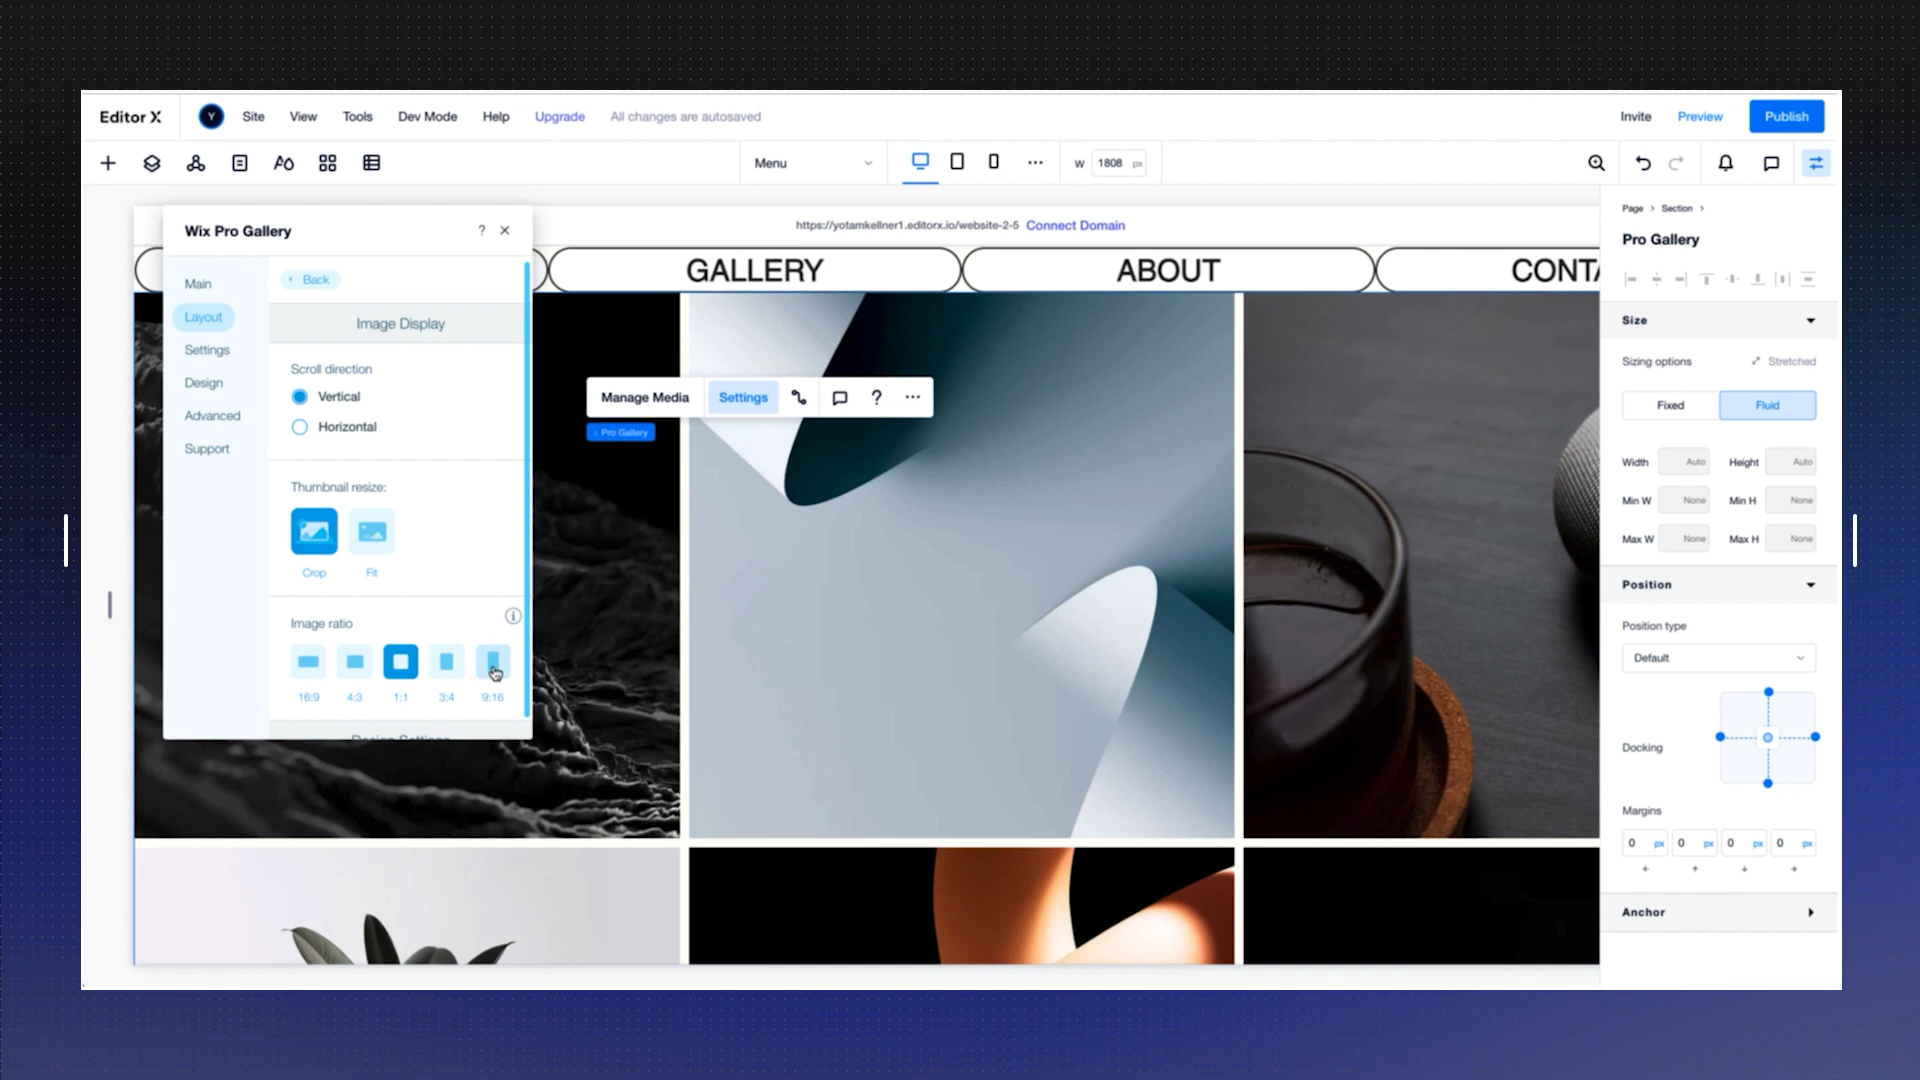 Editor X
Y
Site
View
Tools
Dev Mode
Help
Upgrade
All changes are autosaved
Invite
Preview
Publish
Menu
W 1808 px
https://yotamkellner1.editorx.io/website-2-5 Connect Domain
GALLERY
ABOUT
CONTA
Wix Pro Gallery
?
Main
Layout
Settings
Design
Advanced
Support
Back
Image Display
Scroll direction
Vertical
Horizontal
Thumbnail resize:
Crop
Fit
Image ratio
16:9
4:3
1:1
3:4
9:16
Design Settings
Manage Media
Settings
?
Pro Gallery
Page > Section >
Pro Gallery
Size
Sizing options
Stretched
Fixed
Fluid
Width Auto Height Auto
Min W None Min H None
Max W None Max H None
Position
Position type
Default
Docking
Margins
0 px 0 px 0 px 0 px
Anchor